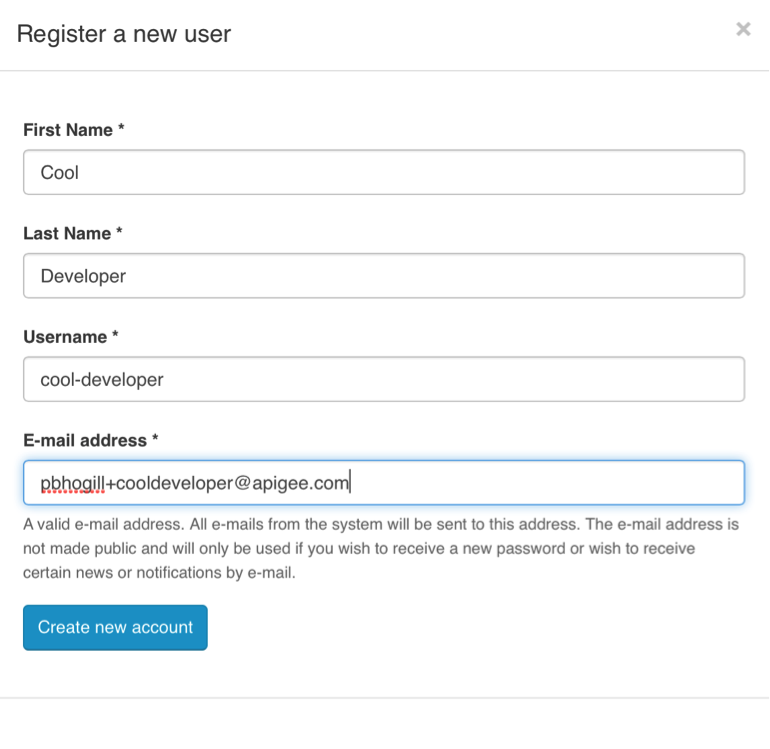 Register a new user
×
First Name *
Cool
Last Name *
Developer
Username *
cool-developer
E-mail address *
pbhogill+cooldeveloper@apigee.com
A valid e-mail address. All e-mails from the system will be sent to this address. The e-mail address is
not made public and will only be used if you wish to receive a new password or wish to receive
certain news or notifications by e-mail.
Create new account